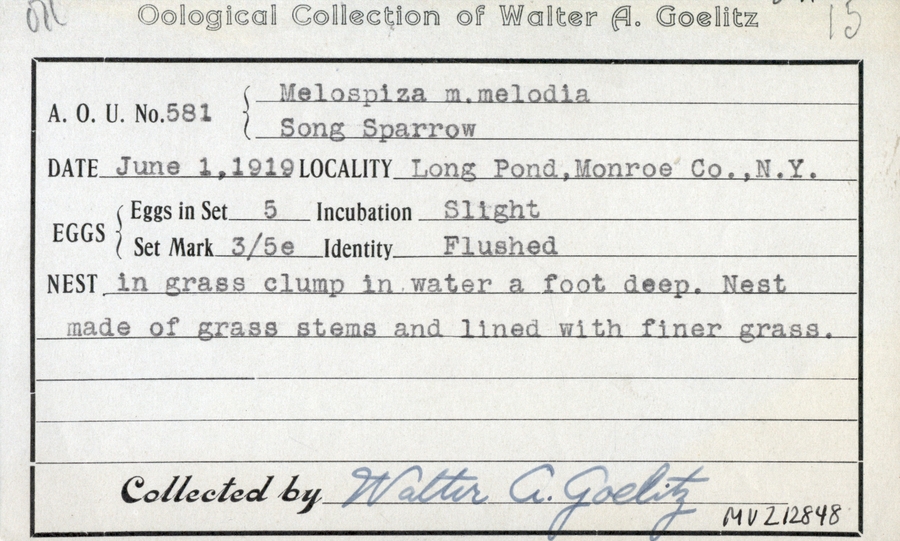 Oological Collection of Walter A. Goelitz 15
A. O. U. No. 581 Melospiza m.melodia
Song Sparrow
DATE June 1,1919 LOCALITY Long Pond,Monroe Co.,N.Y.
EGGS Eggs in Set 5 Incubation Slight
Set Mark 3/5e Identity Flushed
NEST in grass clump in water a foot deep. Nest
made of grass stems and lined with finer grass.
Collected by Walter A. Goelitz
MVZ12848